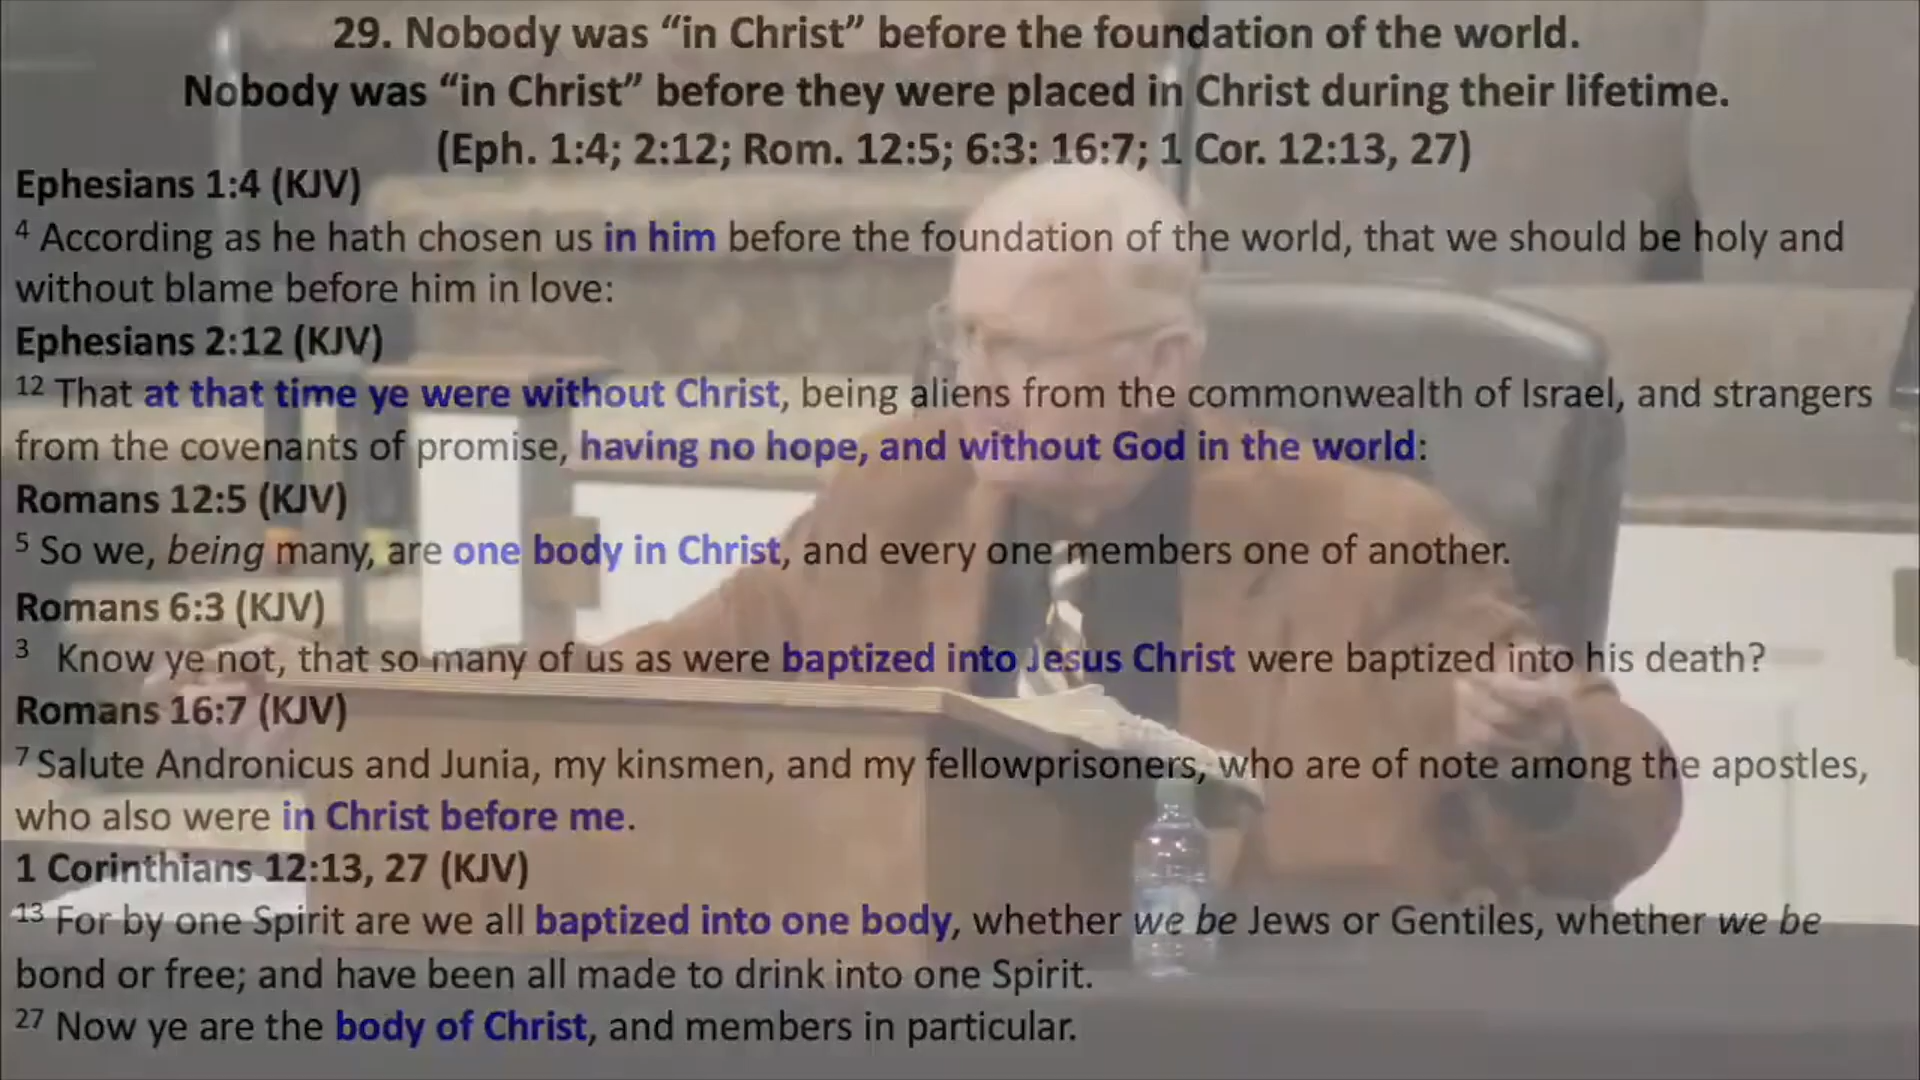 29. Nobody was “in Christ” before the foundation of the world.
Nobody was “in Christ” before they were placed in Christ during their lifetime.
(Eph. 1:4; 2:12; Rom. 12:5; 6:3: 16:7; 1 Cor. 12:13, 27)
Ephesians 1:4 (KJV)
4 According as he hath chosen us in him before the foundation of the world, that we should be holy and
without blame before him in love:
Ephesians 2:12 (KJV)
12 That at that time ye were without Christ, being aliens from the commonwealth of Israel, and strangers
from the covenants of promise, having no hope, and without God in the world:
Romans 12:5 (KJV)
5 So we, being many, are one body in Christ, and every one members one of another.
Romans 6:3 (KJV)
3 Know ye not, that so many of us as were baptized into Jesus Christ were baptized into his death?
Romans 16:7 (KJV)
7 Salute Andronicus and Junia, my kinsmen, and my fellowprisoners, who are of note among the apostles,
who also were in Christ before me.
1 Corinthians 12:13, 27 (KJV)
13 For by one Spirit are we all baptized into one body, whether we be Jews or Gentiles, whether we be
bond or free; and have been all made to drink into one Spirit.
27 Now ye are the body of Christ, and members in particular.